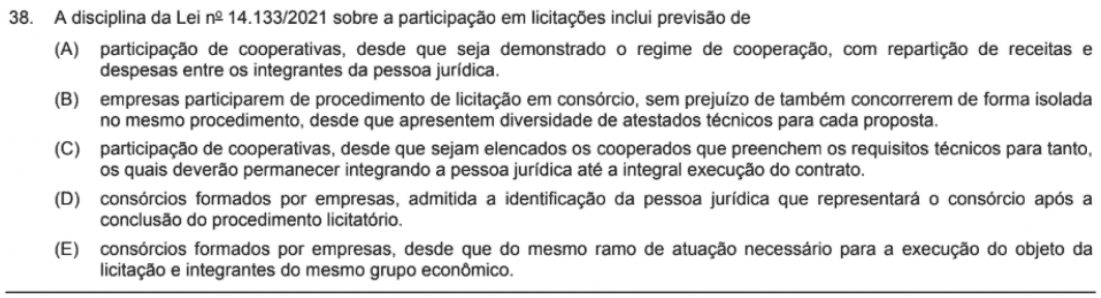 38. A disciplina da Lei nº 14.133/2021 sobre a participação em licitações inclui previsão de
(A) participação de cooperativas, desde que seja demonstrado o regime de cooperação, com repartição de receitas e
despesas entre os integrantes da pessoa jurídica.
(B) empresas participarem de procedimento de licitação em consórcio, sem prejuízo de também concorrerem de forma isolada
no mesmo procedimento, desde que apresentem diversidade de atestados técnicos para cada proposta.
(C) participação de cooperativas, desde que sejam elencados os cooperados que preenchem os requisitos técnicos para tanto,
os quais deverão permanecer integrando a pessoa jurídica até a integral execução do contrato.
(D) consórcios formados por empresas, admitida a identificação da pessoa jurídica que representará o consórcio após a
conclusão do procedimento licitatório.
(E) consórcios formados por empresas, desde que do mesmo ramo de atuação necessário para a execução do objeto da
licitação e integrantes do mesmo grupo econômico.